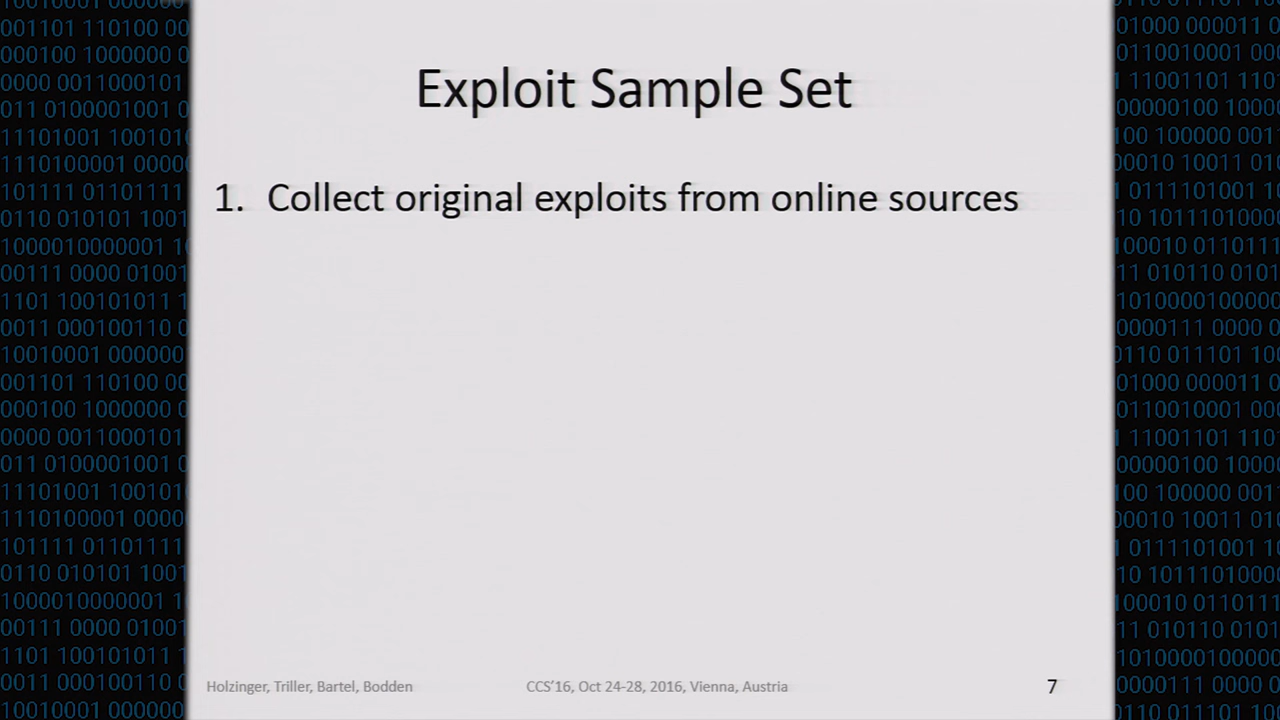 Exploit Sample Set
1. Collect original exploits from online sources
Holzinger, Triller, Bartel, Bodden
CCS'16, Oct 24-28, 2016, Vienna, Austria
7